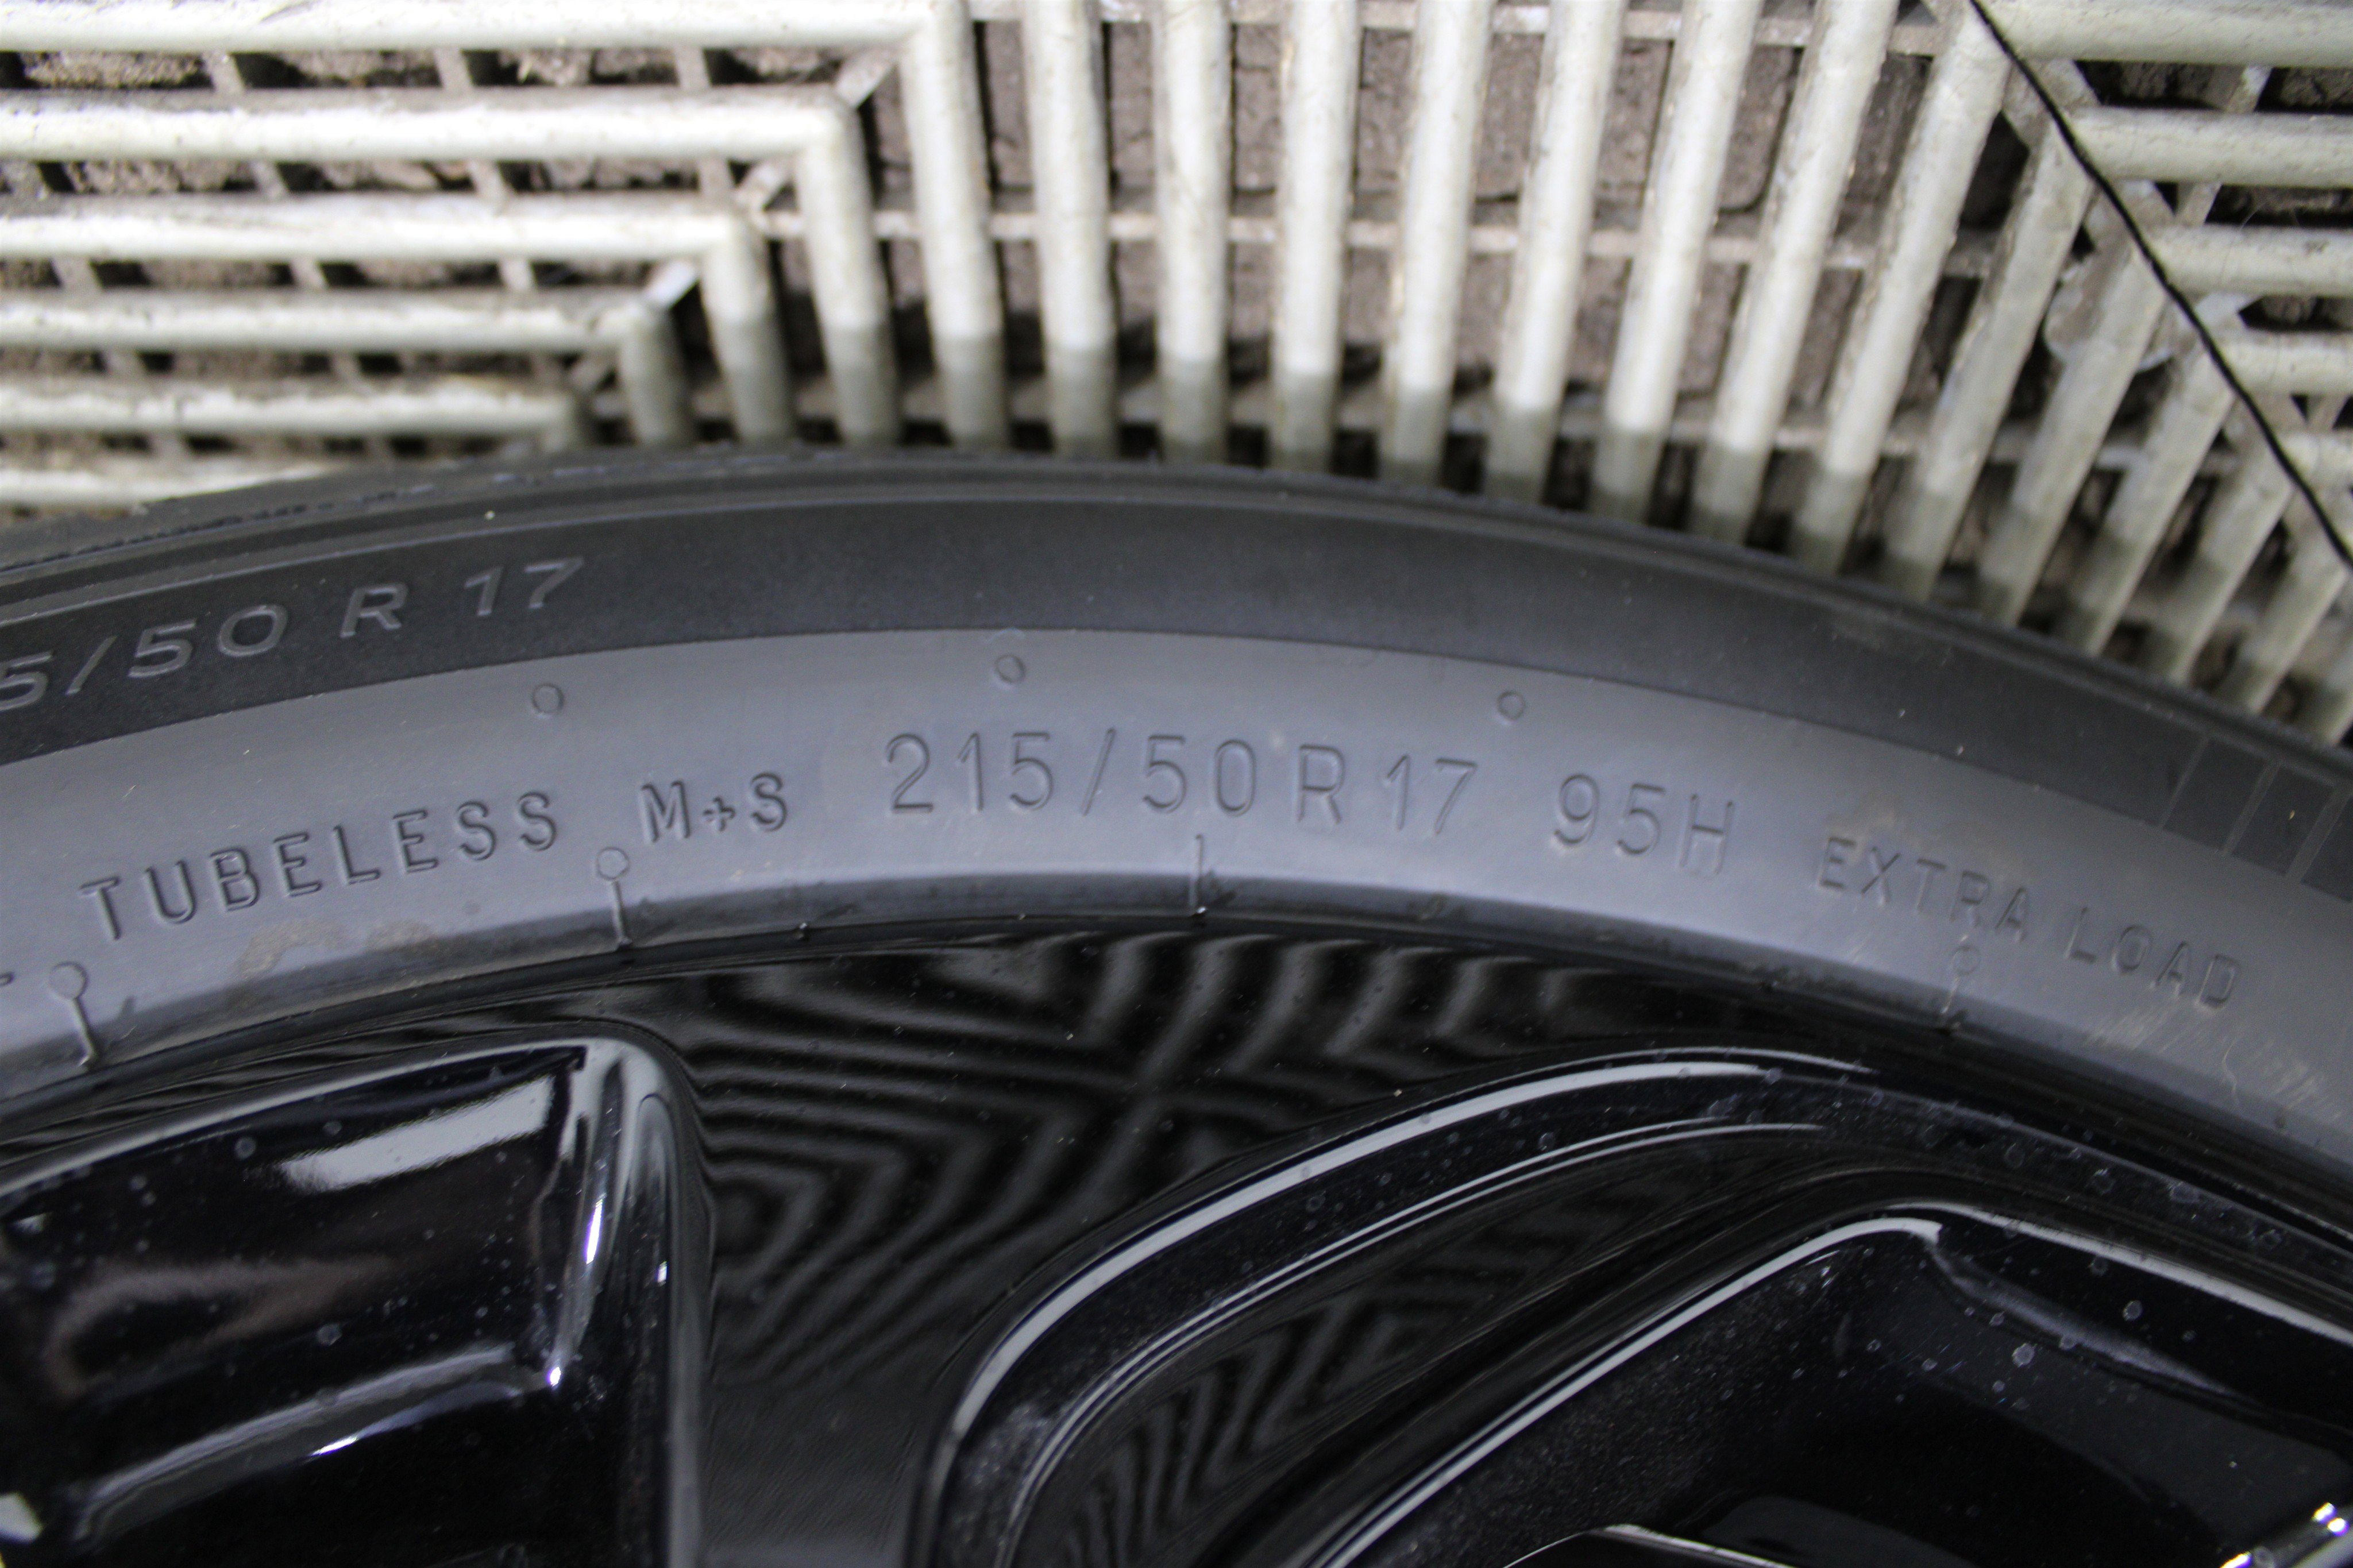 5/50 R 17
TUBELESS M+S 215/50 R 17 95H EXTRA LOAD